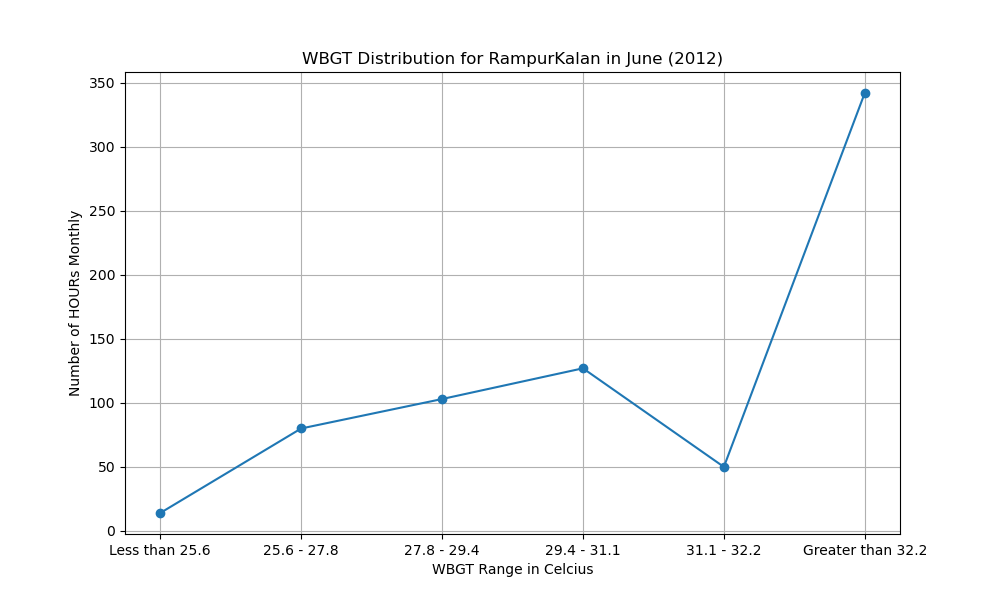 WBGT Distribution for RampurKalan in June (2012)
350
300
250
200
150
100
50
0
Number of HOURs Monthly
Less than 25.6 25.6 - 27.8 27.8 - 29.4 29.4 - 31.1 31.1 - 32.2 Greater than 32.2
WBGT Range in Celcius